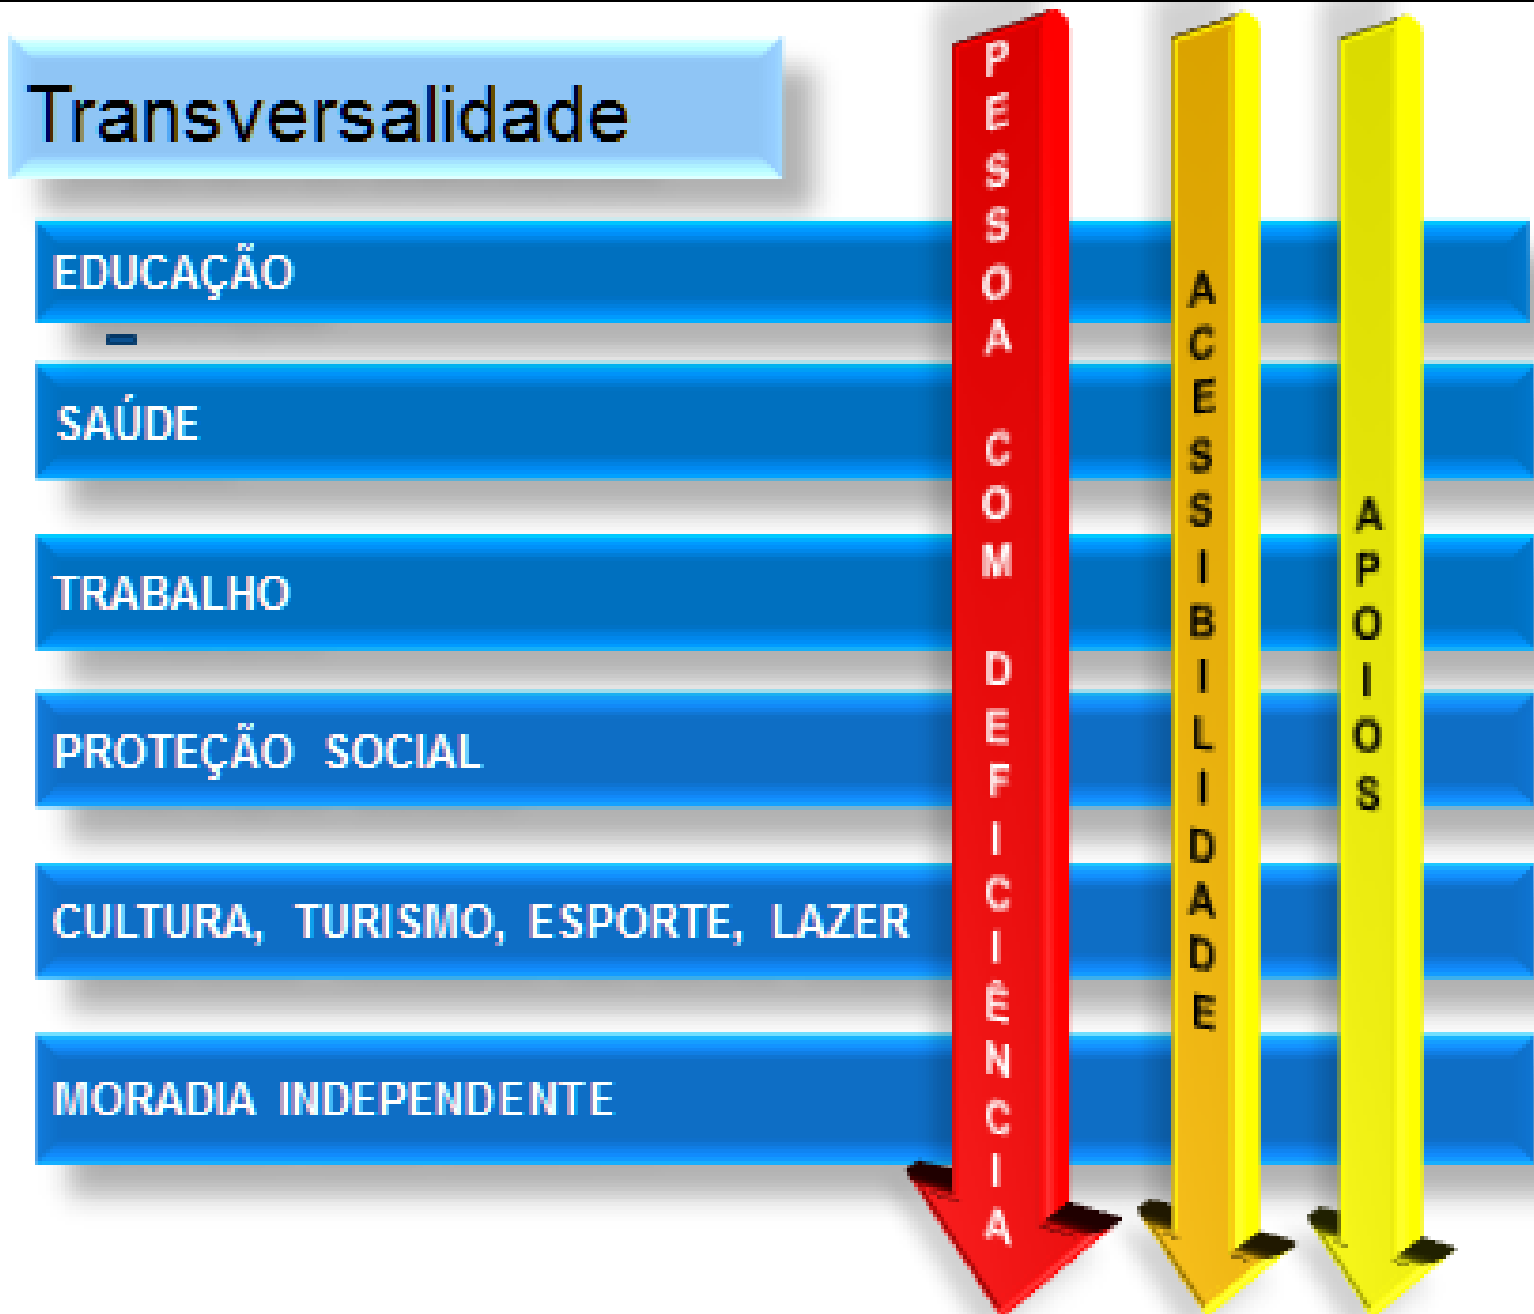 Transversalidade
EDUCAÇÃO
SAÚDE
TRABALHO
PROTEÇÃO SOCIAL
CULTURA, TURISMO, ESPORTE, LAZER
MORADIA INDEPENDENTE
PESSOA COM DEFICIÊNCIA
ACESSIBILIDADE
APOIOS